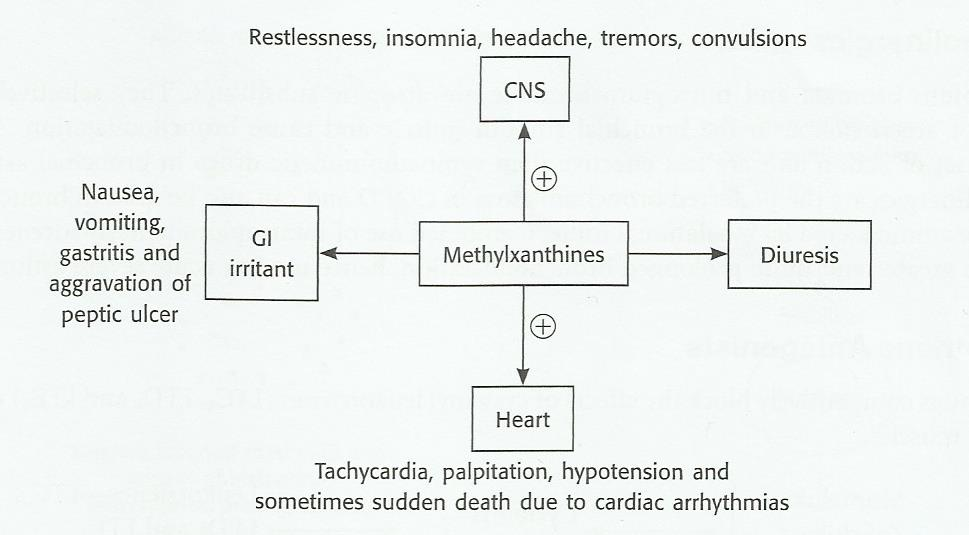 Restlessness, insomnia, headache, tremors, convulsions
CNS
+
Nausea,
vomiting,
gastritis and
aggravation of
peptic ulcer
GI
irritant
Methylxanthines
Diuresis
+
Heart
Tachycardia, palpitation, hypotension and
sometimes sudden death due to cardiac arrhythmias